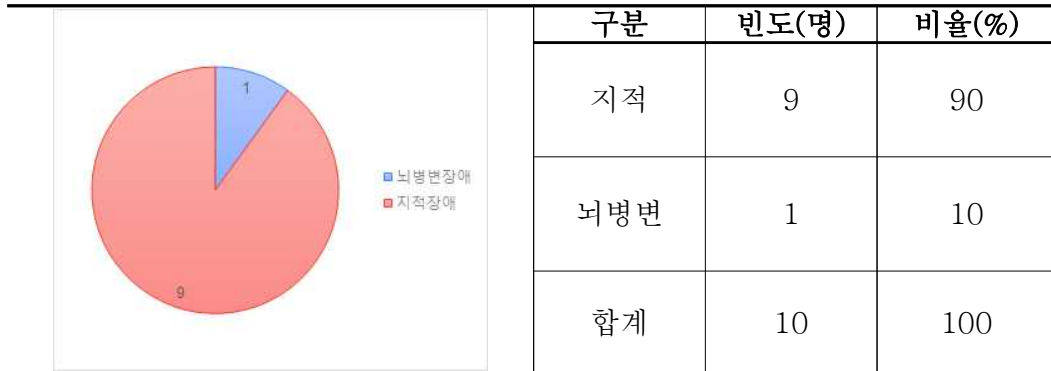 1
9
뇌병변장애
지적장애
구분 빈도(명) 비율(%)
지적 9 90
뇌병변 1 10
합계 10 100